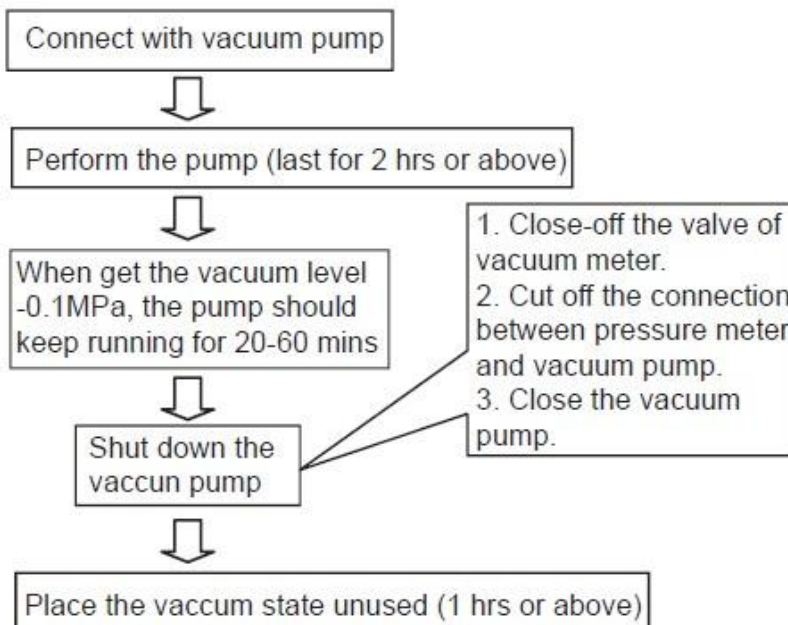 Connect with vacuum pump
Perform the pump (last for 2 hrs or above)
When get the vacuum level
-0.1MPa, the pump should
keep running for 20-60 mins
1. Close-off the valve of
vacuum meter.
2. Cut off the connection
between pressure meter
and vacuum pump.
3. Close the vacuum
pump.
Shut down the
vaccun pump
Place the vaccum state unused (1 hrs or above)